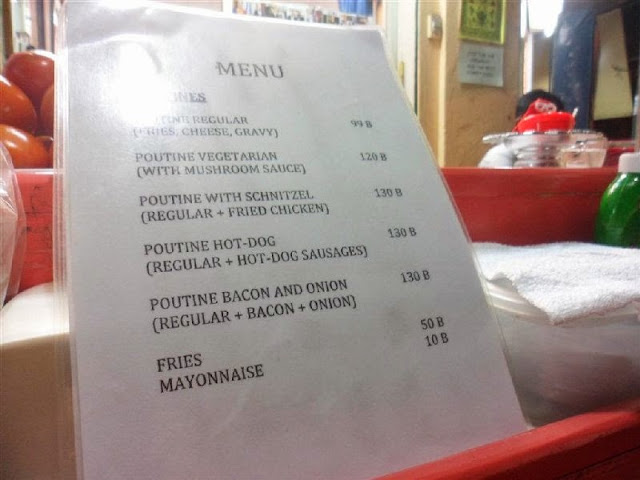 MENU
POUTINE REGULAR 99 B
(FRIES, CHEESE, GRAVY)
POUTINE VEGETARIAN 120 B
(WITH MUSHROOM SAUCE)
POUTINE WITH SCHNITZEL 130 B
(REGULAR + FRIED CHICKEN)
POUTINE HOT-DOG 130 B
(REGULAR + HOT-DOG SAUSAGES)
POUTINE BACON AND ONION 130 B
(REGULAR + BACON + ONION)
FRIES 50 B
MAYONNAISE 10 B